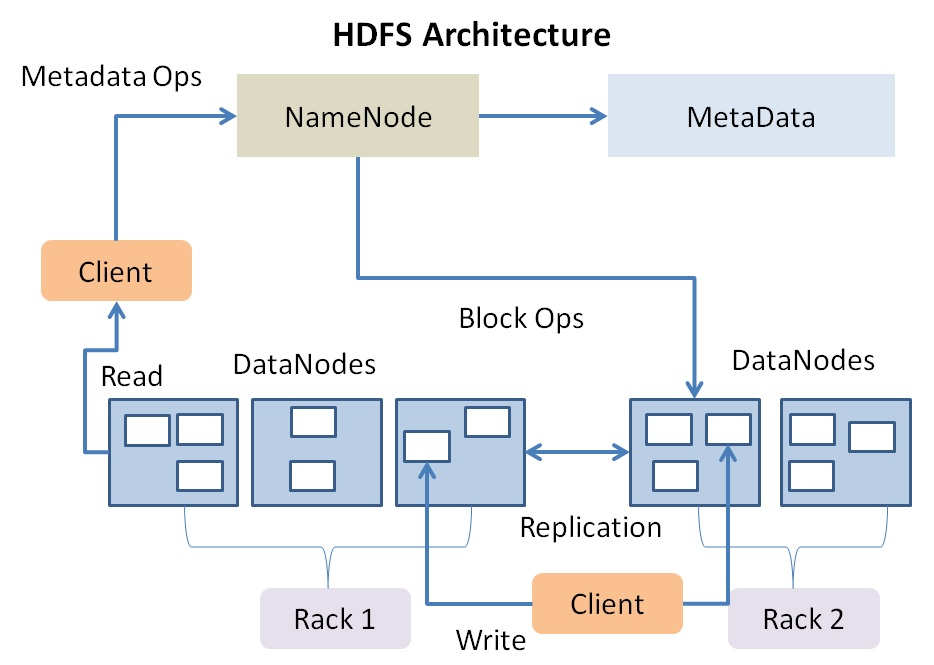 HDFS Architecture
Metadata Ops
NameNode
MetaData
Client
Block Ops
Read
DataNodes
DataNodes
Replication
Rack 1
Client
Rack 2
Write